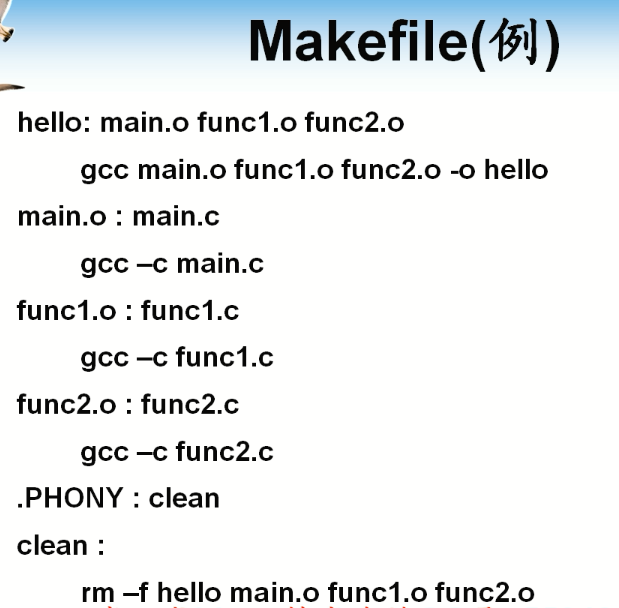 Makefile(例)
hello: main.o func1.o func2.o
gcc main.o func1.o func2.o -o hello
main.o : main.c
gcc –c main.c
func1.o : func1.c
gcc –c func1.c
func2.o : func2.c
gcc –c func2.c
.PHONY : clean
clean :
rm –f hello main.o func1.o func2.o